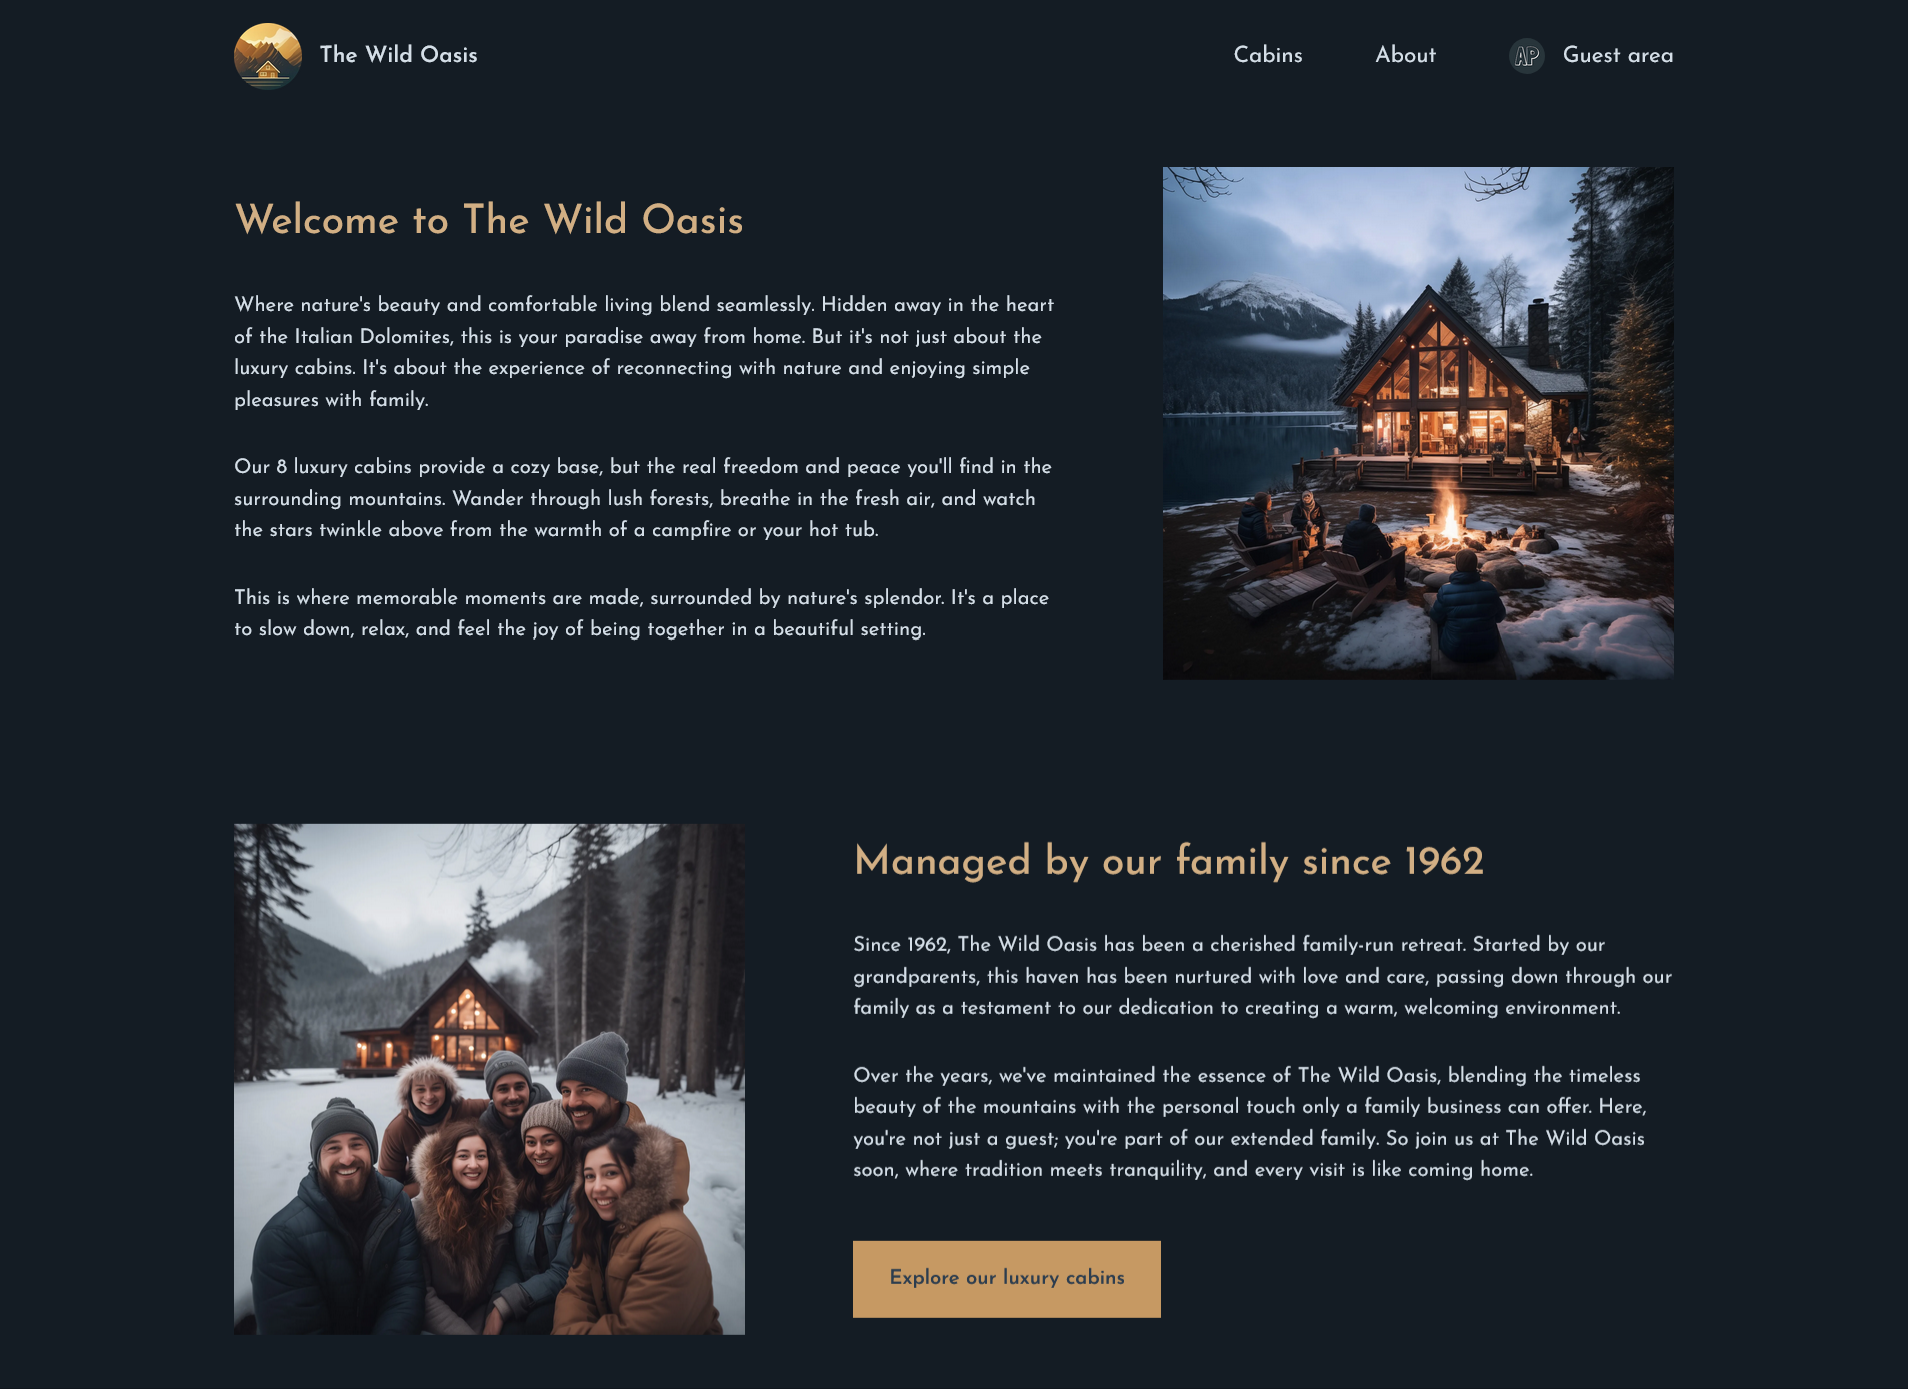 The Wild Oasis
Cabins
About
AP
Guest area
Welcome to The Wild Oasis
Where nature's beauty and comfortable living blend seamlessly. Hidden away in the heart
of the Italian Dolomites, this is your paradise away from home. But it's not just about the
luxury cabins. It's about the experience of reconnecting with nature and enjoying simple
pleasures with family.
Our 8 luxury cabins provide a cozy base, but the real freedom and peace you'll find in the
surrounding mountains. Wander through lush forests, breathe in the fresh air, and watch
the stars twinkle above from the warmth of a campfire or your hot tub.
This is where memorable moments are made, surrounded by nature's splendor. It's a place
to slow down, relax, and feel the joy of being together in a beautiful setting.
Managed by our family since 1962
Since 1962, The Wild Oasis has been a cherished family-run retreat. Started by our
grandparents, this haven has been nurtured with love and care, passing down through our
family as a testament to our dedication to creating a warm, welcoming environment.
Over the years, we've maintained the essence of The Wild Oasis, blending the timeless
beauty of the mountains with the personal touch only a family business can offer. Here,
you're not just a guest; you're part of our extended family. So join us at The Wild Oasis
soon, where tradition meets tranquility, and every visit is like coming home.
Explore our luxury cabins